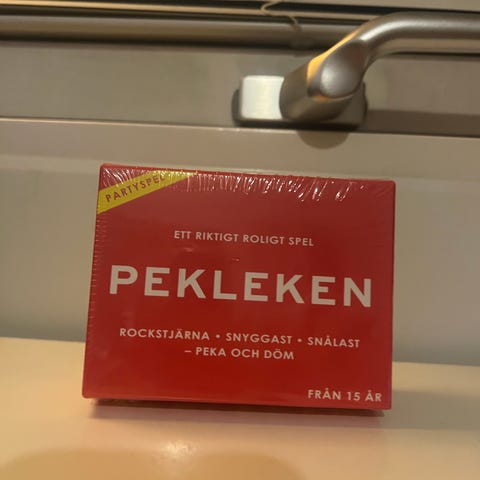 PARTYSPEL
ETT RIKTIGT ROLIGT SPEL
PEKLEKEN
ROCKSTJÄRNA • SNYGGAST • SNÅLAST
– PEKA OCH DÖM
FRÅN 15 ÅR